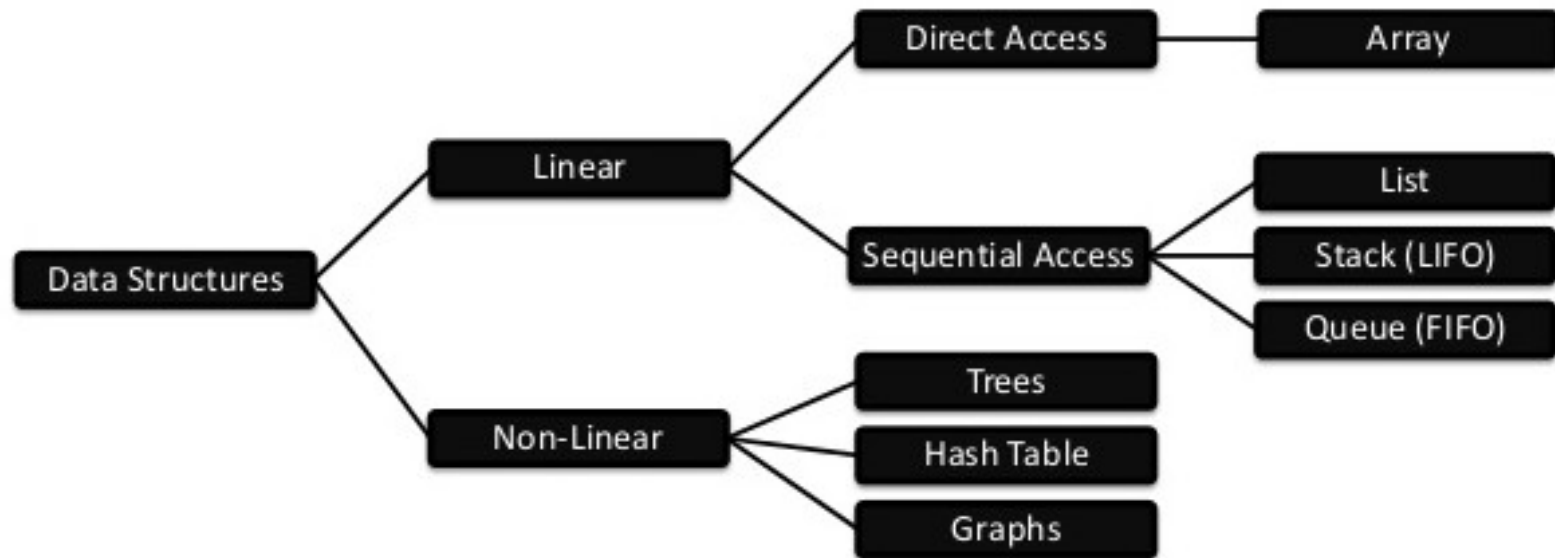 Direct Access
Array
Linear
List
Sequential Access
Stack (LIFO)
Data Structures
Queue (FIFO)
Trees
Non-Linear
Hash Table
Graphs